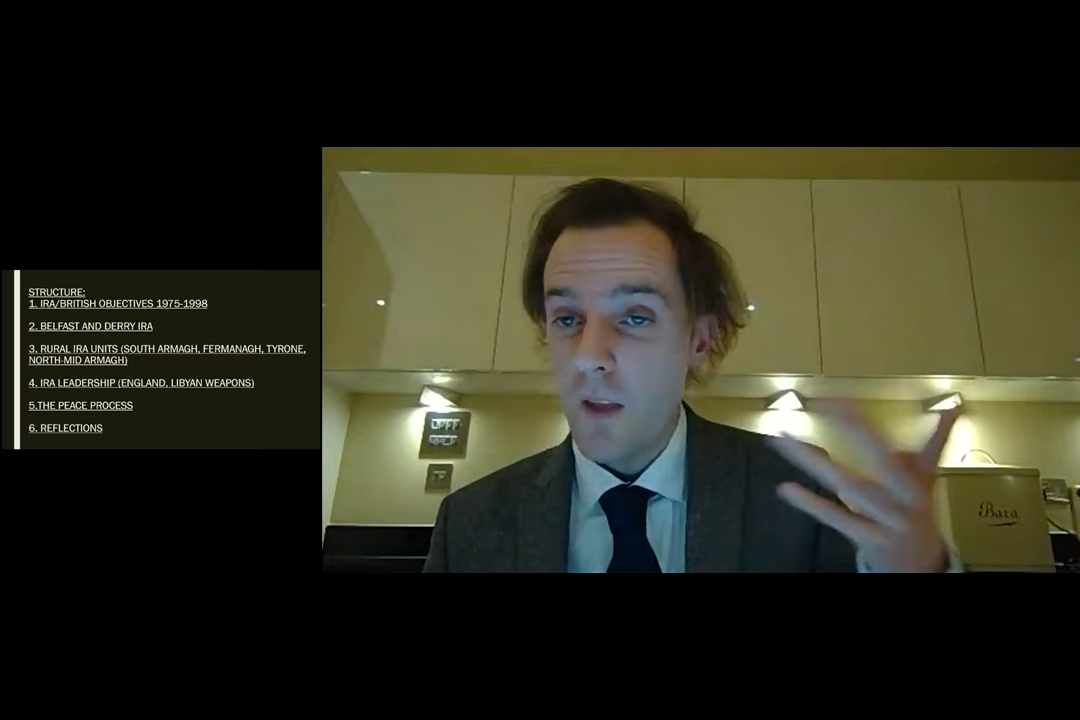 STRUCTURE:
1. IRA/BRITISH OBJECTIVES 1975-1998
2. BELFAST AND DERRY IRA
3. RURAL IRA UNITS (SOUTH ARMAGH, FERMANAGH, TYRONE,
NORTH-MID ARMAGH)
4. IRA LEADERSHIP (ENGLAND, LIBYAN WEAPONS)
5.THE PEACE PROCESS
6. REFLECTIONS
Bara